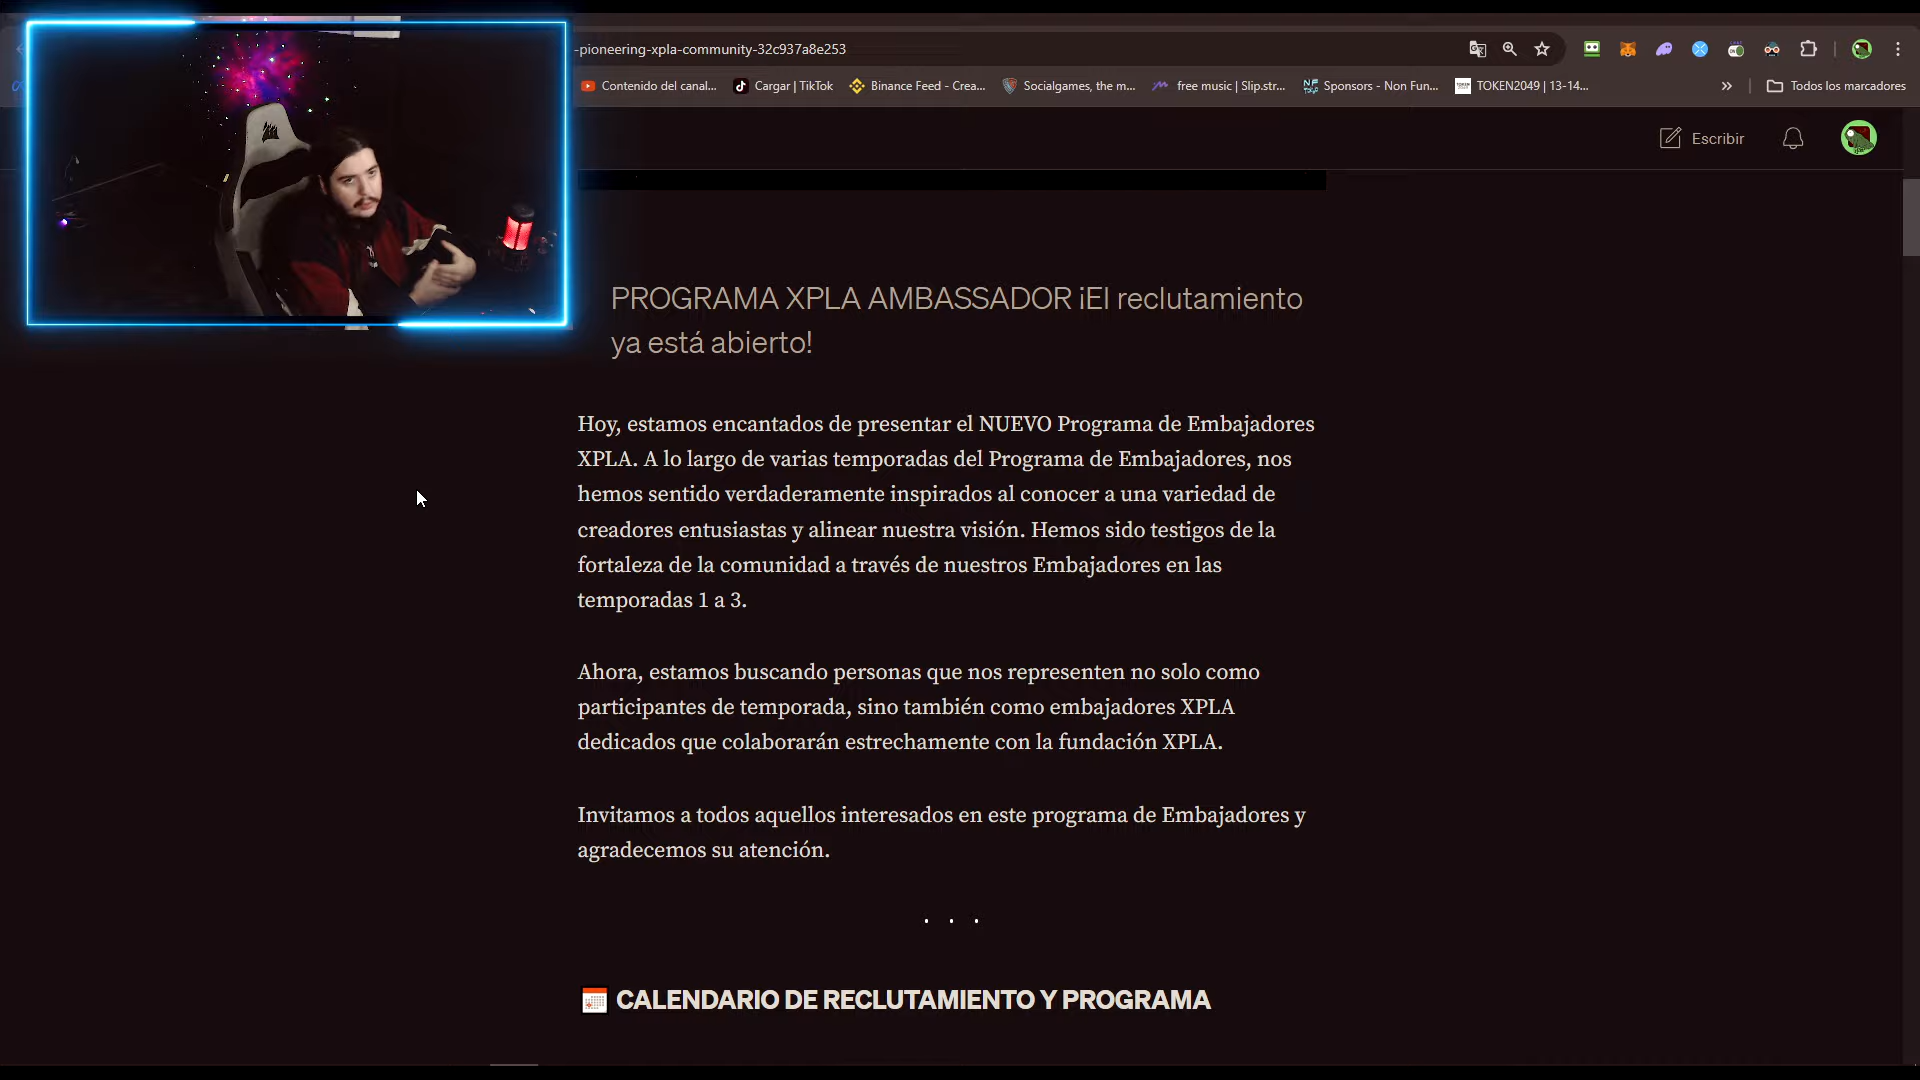 -pioneering-xpla-community-32c937a8e253
Contenido del canal...
Cargar | TikTok
Binance Feed - Crea...
Socialgames, the m...
free music | Slip.str...
Sponsors - Non Fun...
TOKEN2049 | 13-14...
Todos los marcadores
Escribir
PROGRAMA XPLA AMBASSADOR ¡El reclutamiento
ya está abierto!
Hoy, estamos encantados de presentar el NUEVO Programa de Embajadores
XPLA. A lo largo de varias temporadas del Programa de Embajadores, nos
hemos sentido verdaderamente inspirados al conocer a una variedad de
creadores entusiastas y alinear nuestra visión. Hemos sido testigos de la
fortaleza de la comunidad a través de nuestros Embajadores en las
temporadas 1 a 3.
Ahora, estamos buscando personas que nos representen no solo como
participantes de temporada, sino también como embajadores XPLA
dedicados que colaborarán estrechamente con la fundación XPLA.
Invitamos a todos aquellos interesados en este programa de Embajadores y
agradecemos su atención.
. . .
CALENDARIO DE RECLUTAMIENTO Y PROGRAMA